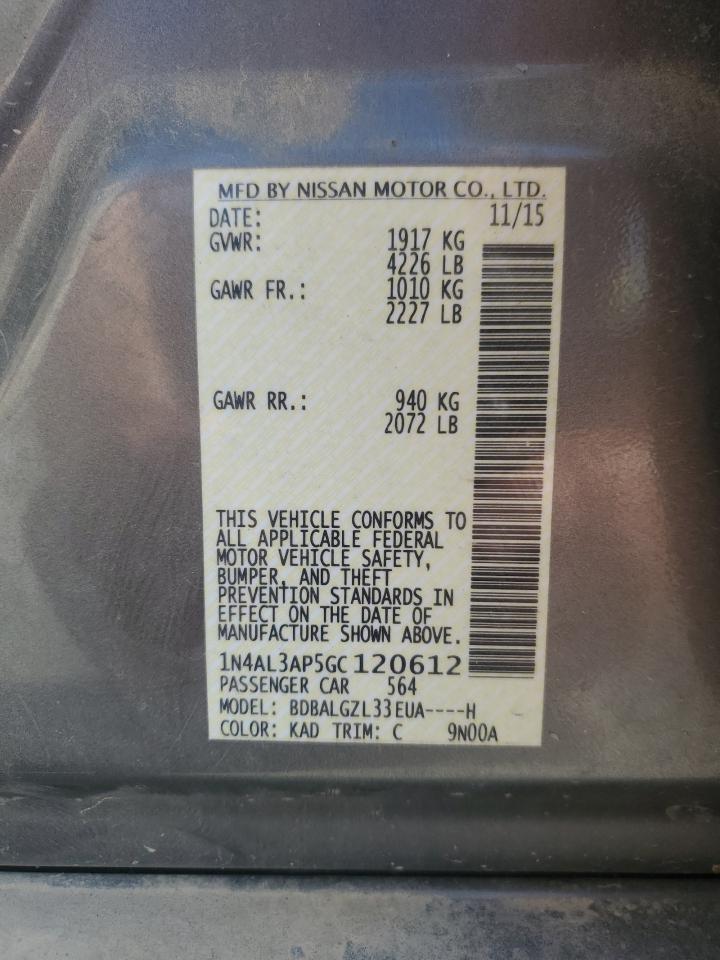 MFD BY NISSAN MOTOR CO., LTD.
DATE: 11/15
GVWR: 1917 KG
4226 LB
GAWR FR.: 1010 KG
2227 LB
GAWR RR.: 940 KG
2072 LB
THIS VEHICLE CONFORMS TO
ALL APPLICABLE FEDERAL
MOTOR VEHICLE SAFETY,
BUMPER, AND THEFT
PREVENTION STANDARDS IN
EFFECT ON THE DATE OF
MANUFACTURE SHOWN ABOVE.
1N4AL3AP5GC120612
PASSENGER CAR 564
MODEL: BDBALGZL33EUA----H
COLOR: KAD TRIM: C 9N00A